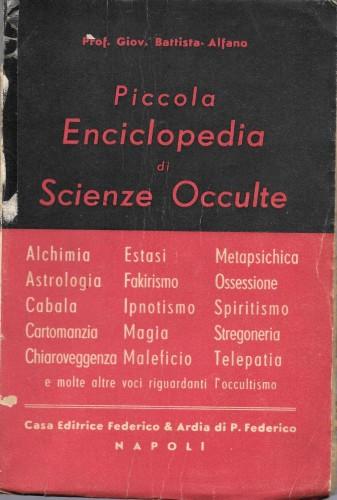 Prof. Giov. Battista Alfano
Piccola
Enciclopedia
di
Scienze Occulte
Alchimia Estasi Metapsichica
Astrologia Fakirismo Ossessione
Cabala Ipnotismo Spiritismo
Cartomanzia Magia Stregoneria
Chiaroveggenza Maleficio Telepatia
e molte altre voci riguardanti l'occultismo
Casa Editrice Federico & Ardia di P. Federico
NAPOLI